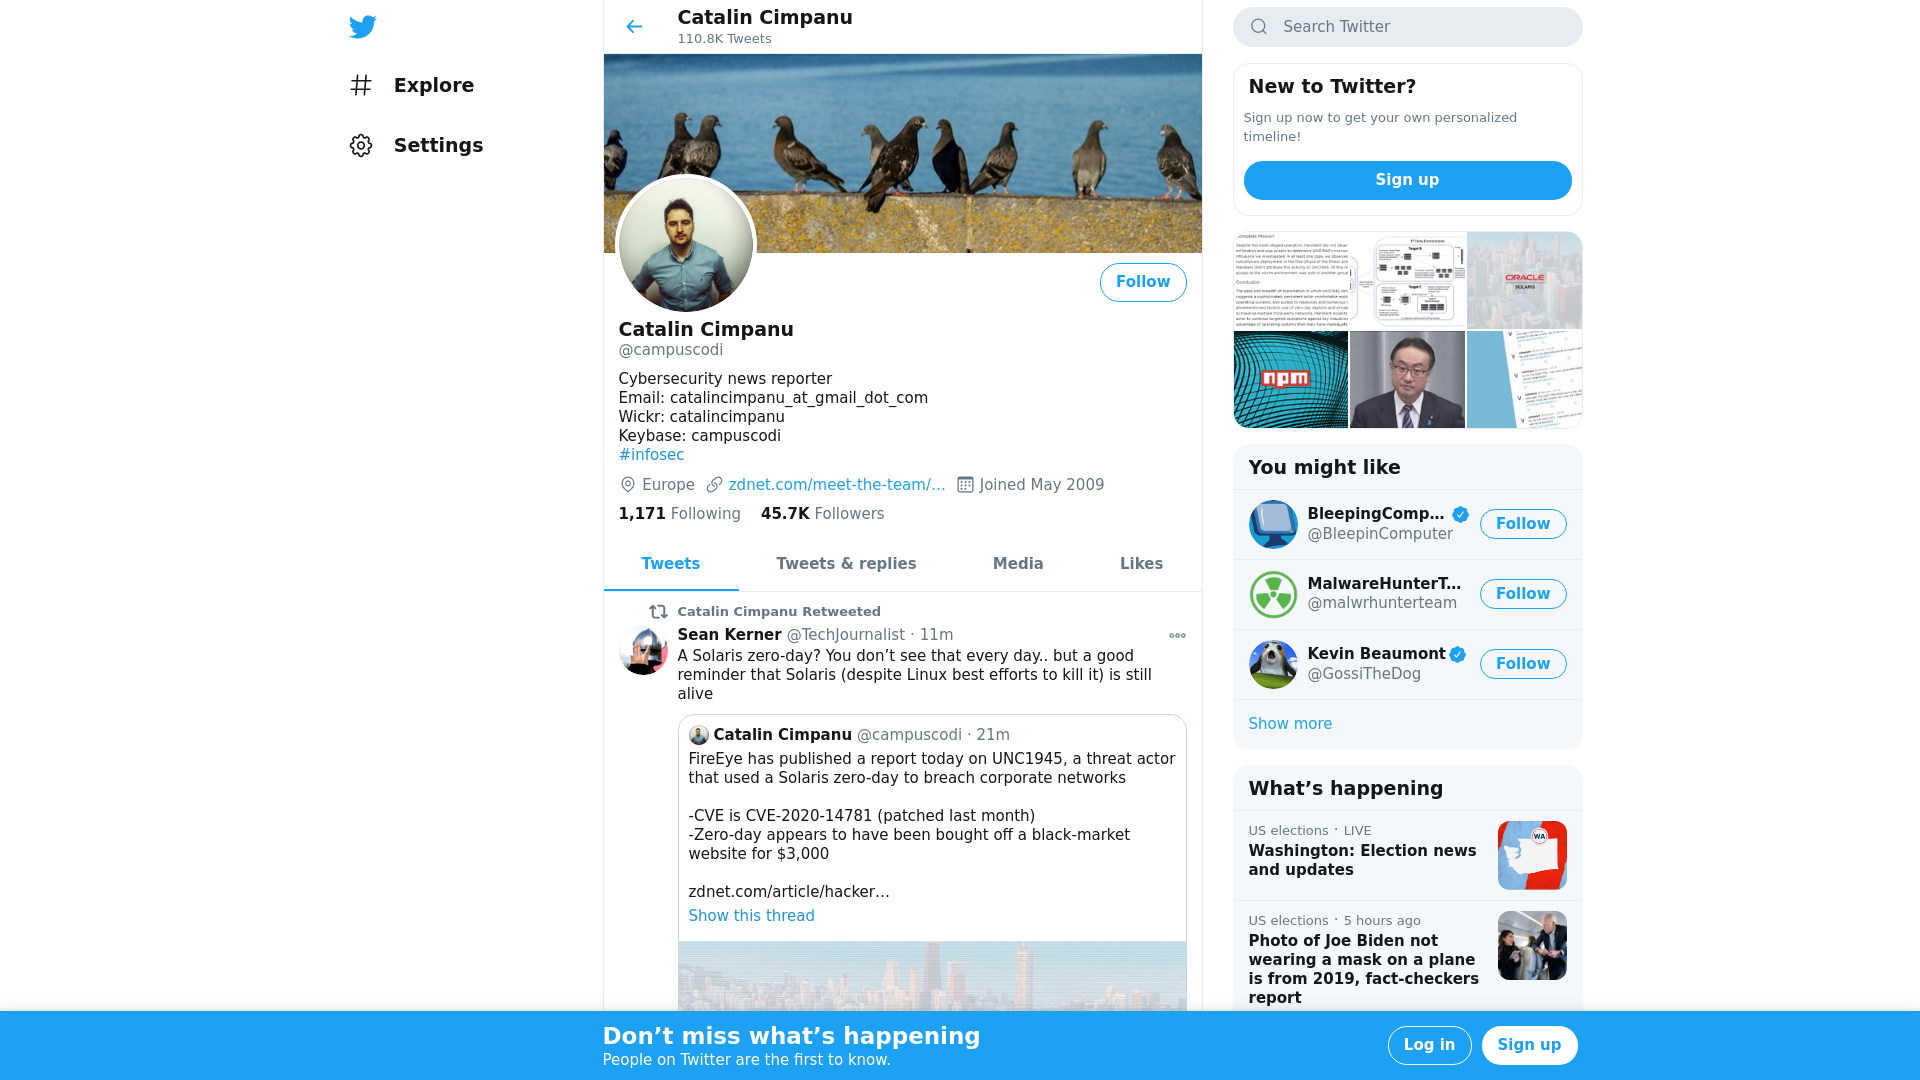 Explore
Settings
Catalin Cimpanu
110.8K Tweets
Follow
Catalin Cimpanu
@campuscodi
Cybersecurity news reporter
Email: catalincimpanu_at_gmail_dot_com
Wickr: catalincimpanu
Keybase: campuscodi
#infosec
Europe zdnet.com/meet-the-team/… Joined May 2009
1,171 Following 45.7K Followers
Tweets Tweets & replies Media Likes
Catalin Cimpanu Retweeted
Sean Kerner @TechJournalist · 11m
A Solaris zero-day? You don’t see that every day.. but a good
reminder that Solaris (despite Linux best efforts to kill it) is still
alive
Catalin Cimpanu @campuscodi · 21m
FireEye has published a report today on UNC1945, a threat actor
that used a Solaris zero-day to breach corporate networks
-CVE is CVE-2020-14781 (patched last month)
-Zero-day appears to have been bought off a black-market
website for $3,000
zdnet.com/article/hacker…
Show this thread
Search Twitter
New to Twitter?
Sign up now to get your own personalized
timeline!
Sign up
Conclusion
Target B
Target C
ORACLE
SOLARIS
npm
You might like
BleepingComp…
@BleepinComputer
Follow
MalwareHunterT…
@malwrhunterteam
Follow
Kevin Beaumont
@GossiTheDog
Follow
Show more
What’s happening
US elections · LIVE
Washington: Election news
and updates
WA
US elections · 5 hours ago
Photo of Joe Biden not
wearing a mask on a plane
is from 2019, fact-checkers
report
Don’t miss what’s happening
People on Twitter are the first to know.
Log in
Sign up